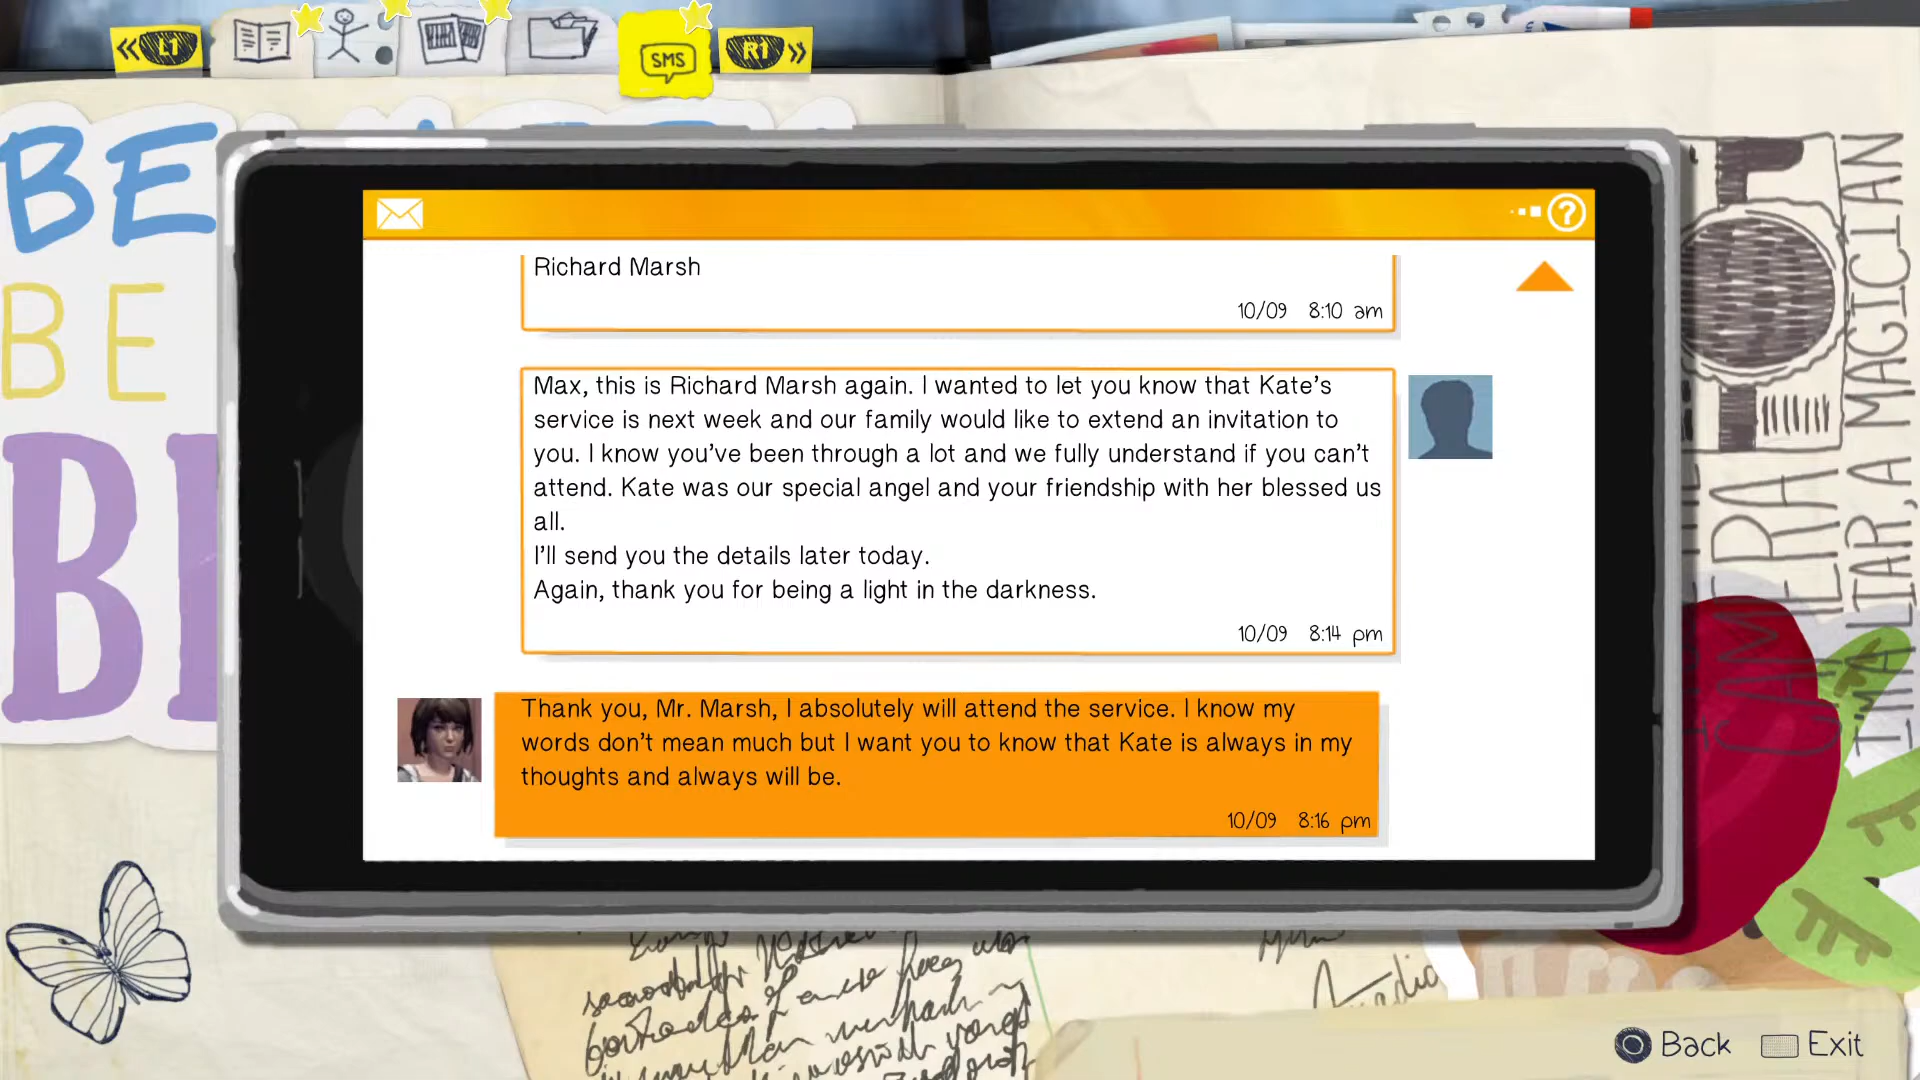 L1
SMS
R1
BE
BE
Richard Marsh
10/09 8:10 am
Max, this is Richard Marsh again. I wanted to let you know that Kate's
service is next week and our family would like to extend an invitation to
you. I know you've been through a lot and we fully understand if you can't
attend. Kate was our special angel and your friendship with her blessed us
all.
I'll send you the details later today.
Again, thank you for being a light in the darkness.
10/09 8:14 pm
Thank you, Mr. Marsh, I absolutely will attend the service. I know my
words don't mean much but I want you to know that Kate is always in my
thoughts and always will be.
10/09 8:16 pm
CAMERA
LIAR, A MAGICIAN
Back
Exit